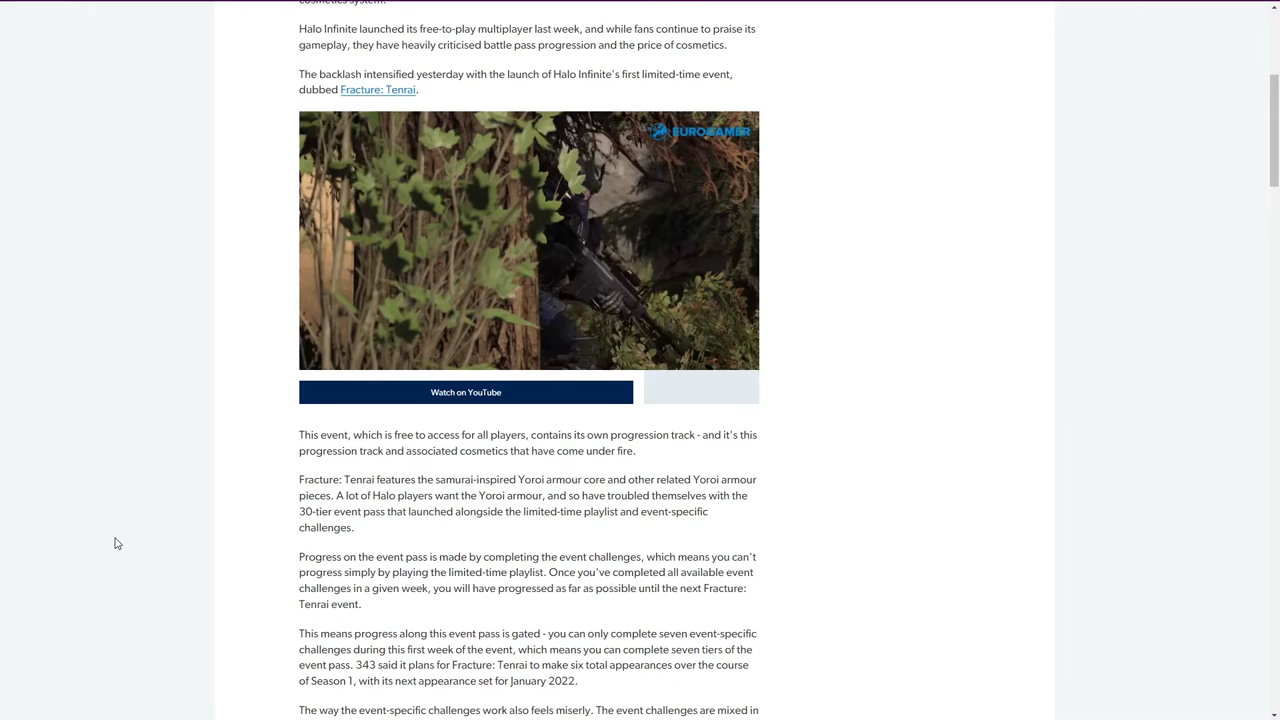 cosmetics system.
Halo Infinite launched its free-to-play multiplayer last week, and while fans continue to praise its
gameplay, they have heavily criticised battle pass progression and the price of cosmetics.
The backlash intensified yesterday with the launch of Halo Infinite's first limited-time event,
dubbed Fracture: Tenrai.
EUROGAMER
Watch on YouTube
This event, which is free to access for all players, contains its own progression track - and it's this
progression track and associated cosmetics that have come under fire.
Fracture: Tenrai features the samurai-inspired Yoroi armour core and other related Yoroi armour
pieces. A lot of Halo players want the Yoroi armour, and so have troubled themselves with the
30-tier event pass that launched alongside the limited-time playlist and event-specific
challenges.
Progress on the event pass is made by completing the event challenges, which means you can't
progress simply by playing the limited-time playlist. Once you've completed all available event
challenges in a given week, you will have progressed as far as possible until the next Fracture:
Tenrai event.
This means progress along this event pass is gated - you can only complete seven event-specific
challenges during this first week of the event, which means you can complete seven tiers of the
event pass. 343 said it plans for Fracture: Tenrai to make six total appearances over the course
of Season 1, with its next appearance set for January 2022.
The way the event-specific challenges work also feels miserly. The event challenges are mixed in